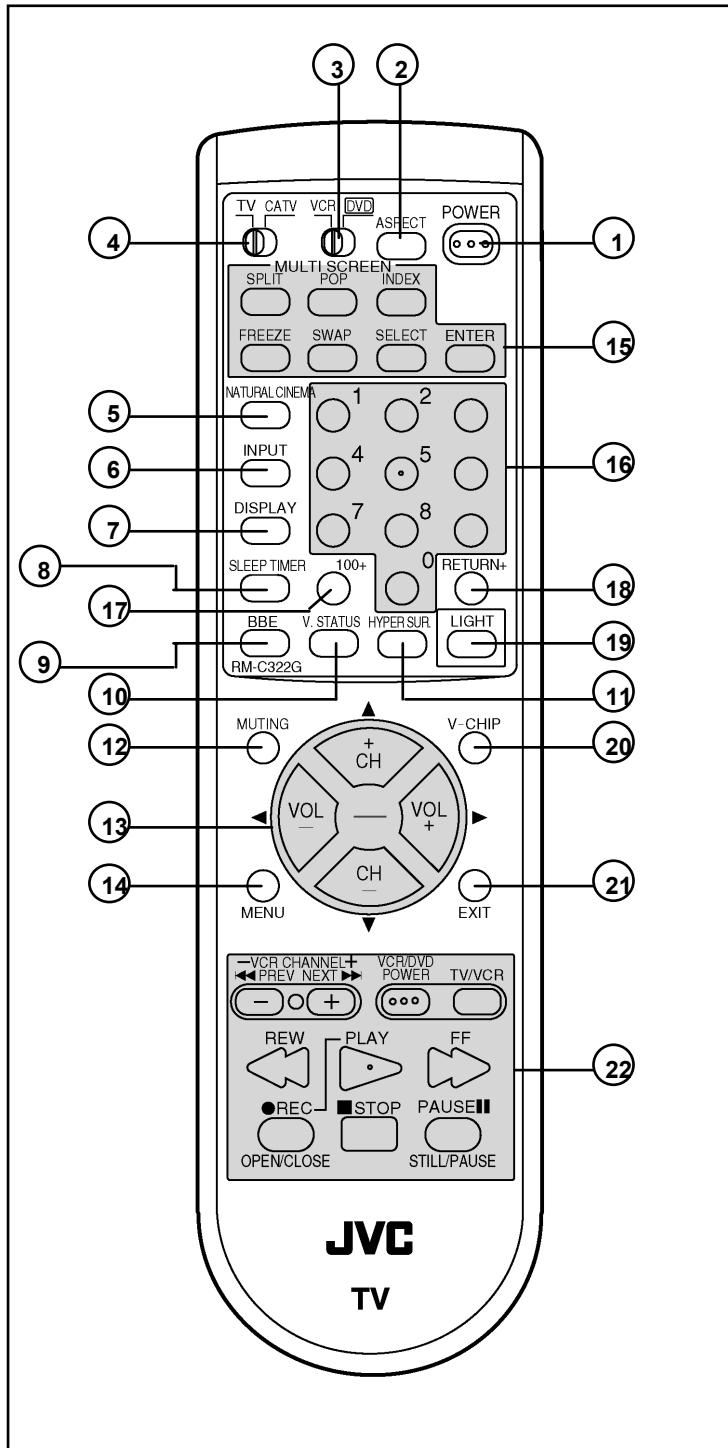 3 2
TV CATV VCR DVD ASPECT POWER
4 1
MULTI SCREEN
SPLIT POP INDEX
FREEZE SWAP SELECT ENTER
15
NATURAL CINEMA 1 2
5
INPUT 4 5
6 16
DISPLAY 7 8
7
SLEEP TIMER 100+ 0 RETURN+
8
17 18
BBE V. STATUS HYPER SUR. LIGHT
9 19
RM-C322G
10 11
MUTING + V-CHIP
12 CH 20
VOL VOL
13 – +
CH
14 – 21
MENU EXIT
–VCR CHANNEL+ VCR/DVD
◀◀ PREV NEXT ▶▶ POWER TV/VCR
– +
REW PLAY FF
22
●REC ■STOP PAUSE▮▮
OPEN/CLOSE STILL/PAUSE
JVC
TV